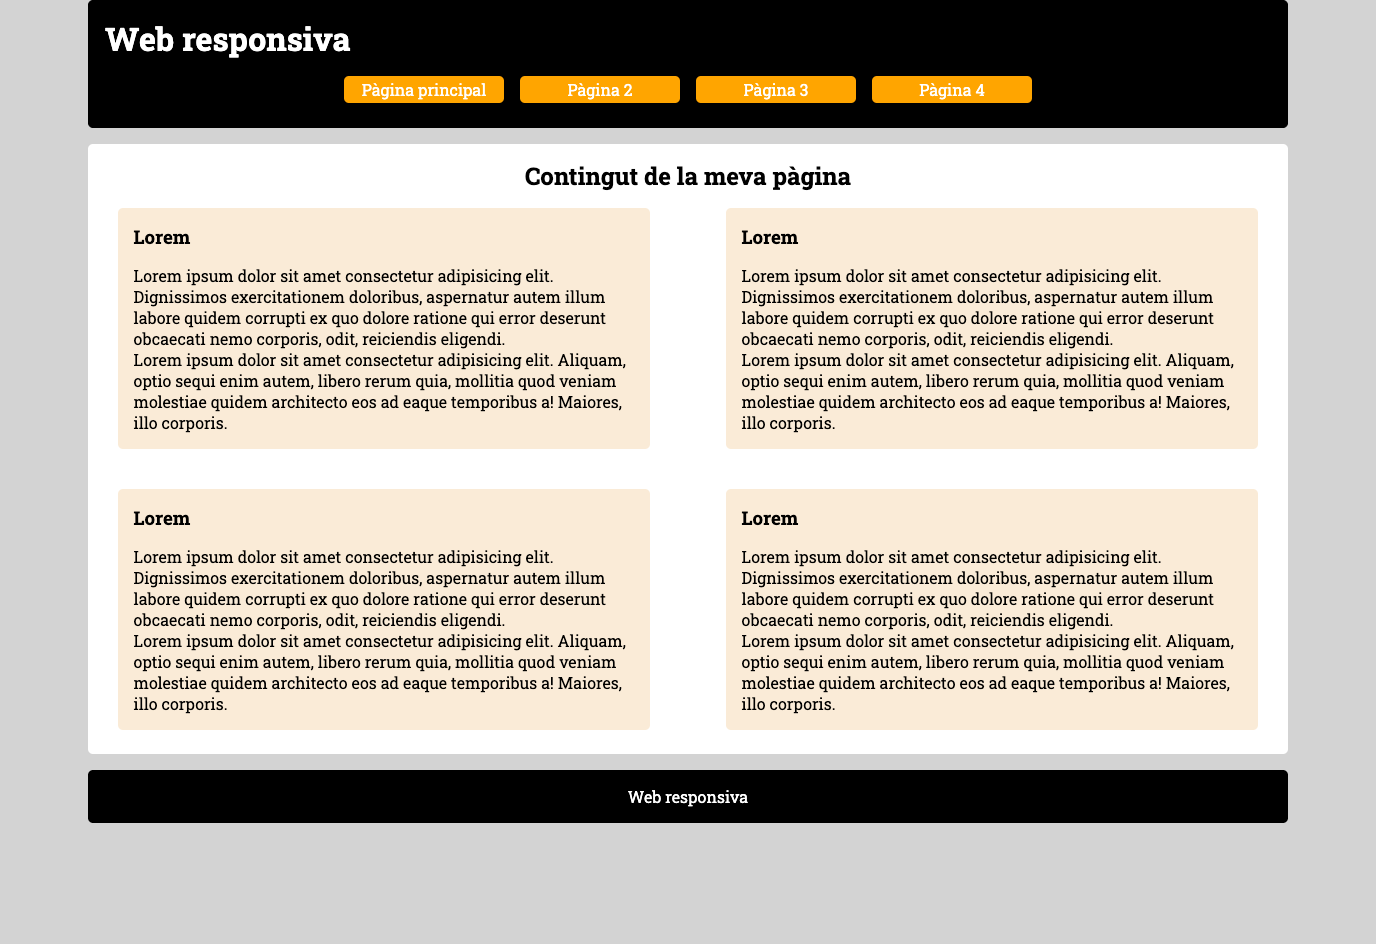 Web responsiva
Pàgina principal
Pàgina 2
Pàgina 3
Pàgina 4
Contingut de la meva pàgina
Lorem
Lorem ipsum dolor sit amet consectetur adipisicing elit.
Dignissimos exercitationem doloribus, aspernatur autem illum
labore quidem corrupti ex quo dolore ratione qui error deserunt
obcaecati nemo corporis, odit, reiciendis eligendi.
Lorem ipsum dolor sit amet consectetur adipisicing elit. Aliquam,
optio sequi enim autem, libero rerum quia, mollitia quod veniam
molestiae quidem architecto eos ad eaque temporibus a! Maiores,
illo corporis.
Lorem
Lorem ipsum dolor sit amet consectetur adipisicing elit.
Dignissimos exercitationem doloribus, aspernatur autem illum
labore quidem corrupti ex quo dolore ratione qui error deserunt
obcaecati nemo corporis, odit, reiciendis eligendi.
Lorem ipsum dolor sit amet consectetur adipisicing elit. Aliquam,
optio sequi enim autem, libero rerum quia, mollitia quod veniam
molestiae quidem architecto eos ad eaque temporibus a! Maiores,
illo corporis.
Lorem
Lorem ipsum dolor sit amet consectetur adipisicing elit.
Dignissimos exercitationem doloribus, aspernatur autem illum
labore quidem corrupti ex quo dolore ratione qui error deserunt
obcaecati nemo corporis, odit, reiciendis eligendi.
Lorem ipsum dolor sit amet consectetur adipisicing elit. Aliquam,
optio sequi enim autem, libero rerum quia, mollitia quod veniam
molestiae quidem architecto eos ad eaque temporibus a! Maiores,
illo corporis.
Lorem
Lorem ipsum dolor sit amet consectetur adipisicing elit.
Dignissimos exercitationem doloribus, aspernatur autem illum
labore quidem corrupti ex quo dolore ratione qui error deserunt
obcaecati nemo corporis, odit, reiciendis eligendi.
Lorem ipsum dolor sit amet consectetur adipisicing elit. Aliquam,
optio sequi enim autem, libero rerum quia, mollitia quod veniam
molestiae quidem architecto eos ad eaque temporibus a! Maiores,
illo corporis.
Web responsiva